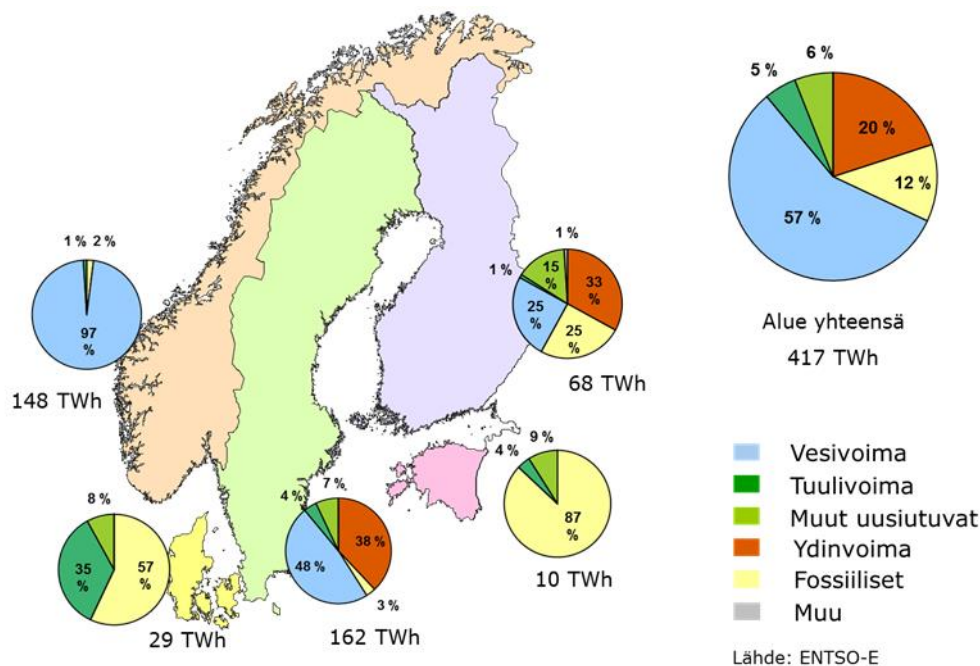 6 %
5 %
20 %
12 %
57 %
Alue yhteensä
417 TWh
1 % 2 %
97
%
148 TWh
1 %
1 %
15
%
33
%
25
%
25
%
68 TWh
9 %
4 %
87
%
10 TWh
8 %
35
%
57
%
29 TWh
7 %
4 %
38 %
48 %
3 %
162 TWh
Vesivoima
Tuulivoima
Muut uusiutuvat
Ydinvoima
Fossiiliset
Muu
Lähde: ENTSO-E